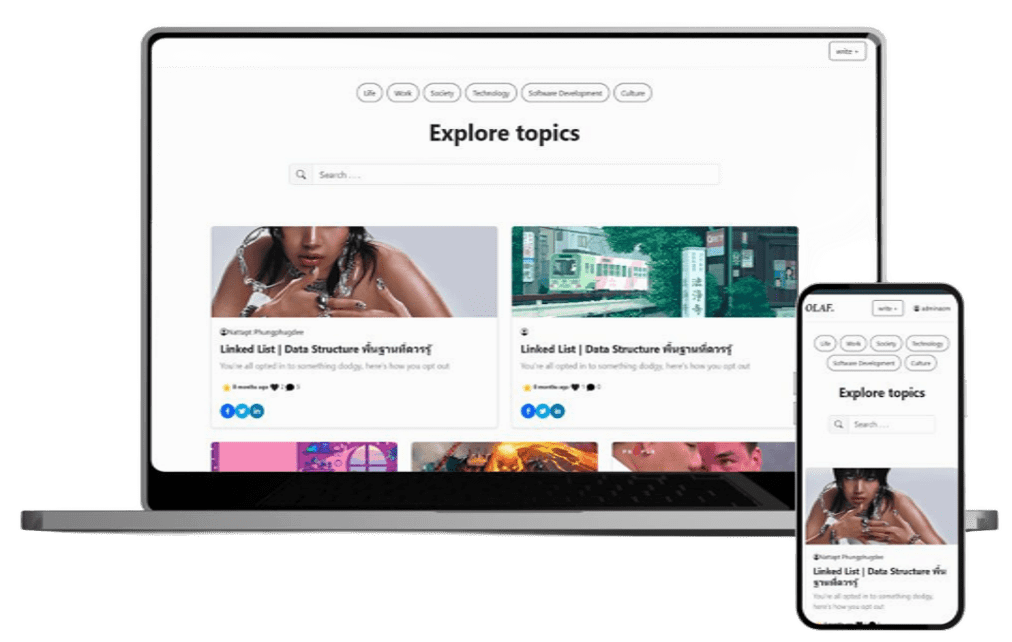 write
Life Work Society Technology Software Development Culture
Explore topics
Search . . .
Nattapt Phungphugdee
Linked List | Data Structure พื้นฐานที่ควรรู้
You're all opted in to something dodgy, here's how you opt out
8 months ago
Linked List | Data Structure พื้นฐานที่ควรรู้
You're all opted in to something dodgy, here's how you opt out
8 months ago
OLAF. write
Life Work Society Technology
Software Development Culture
Explore topics
Search . . .
Nattapt Phungphugdee
Linked List | Data Structure พื้น
ฐานที่ควรรู้
You're all opted in to something dodgy,
here's how you opt out